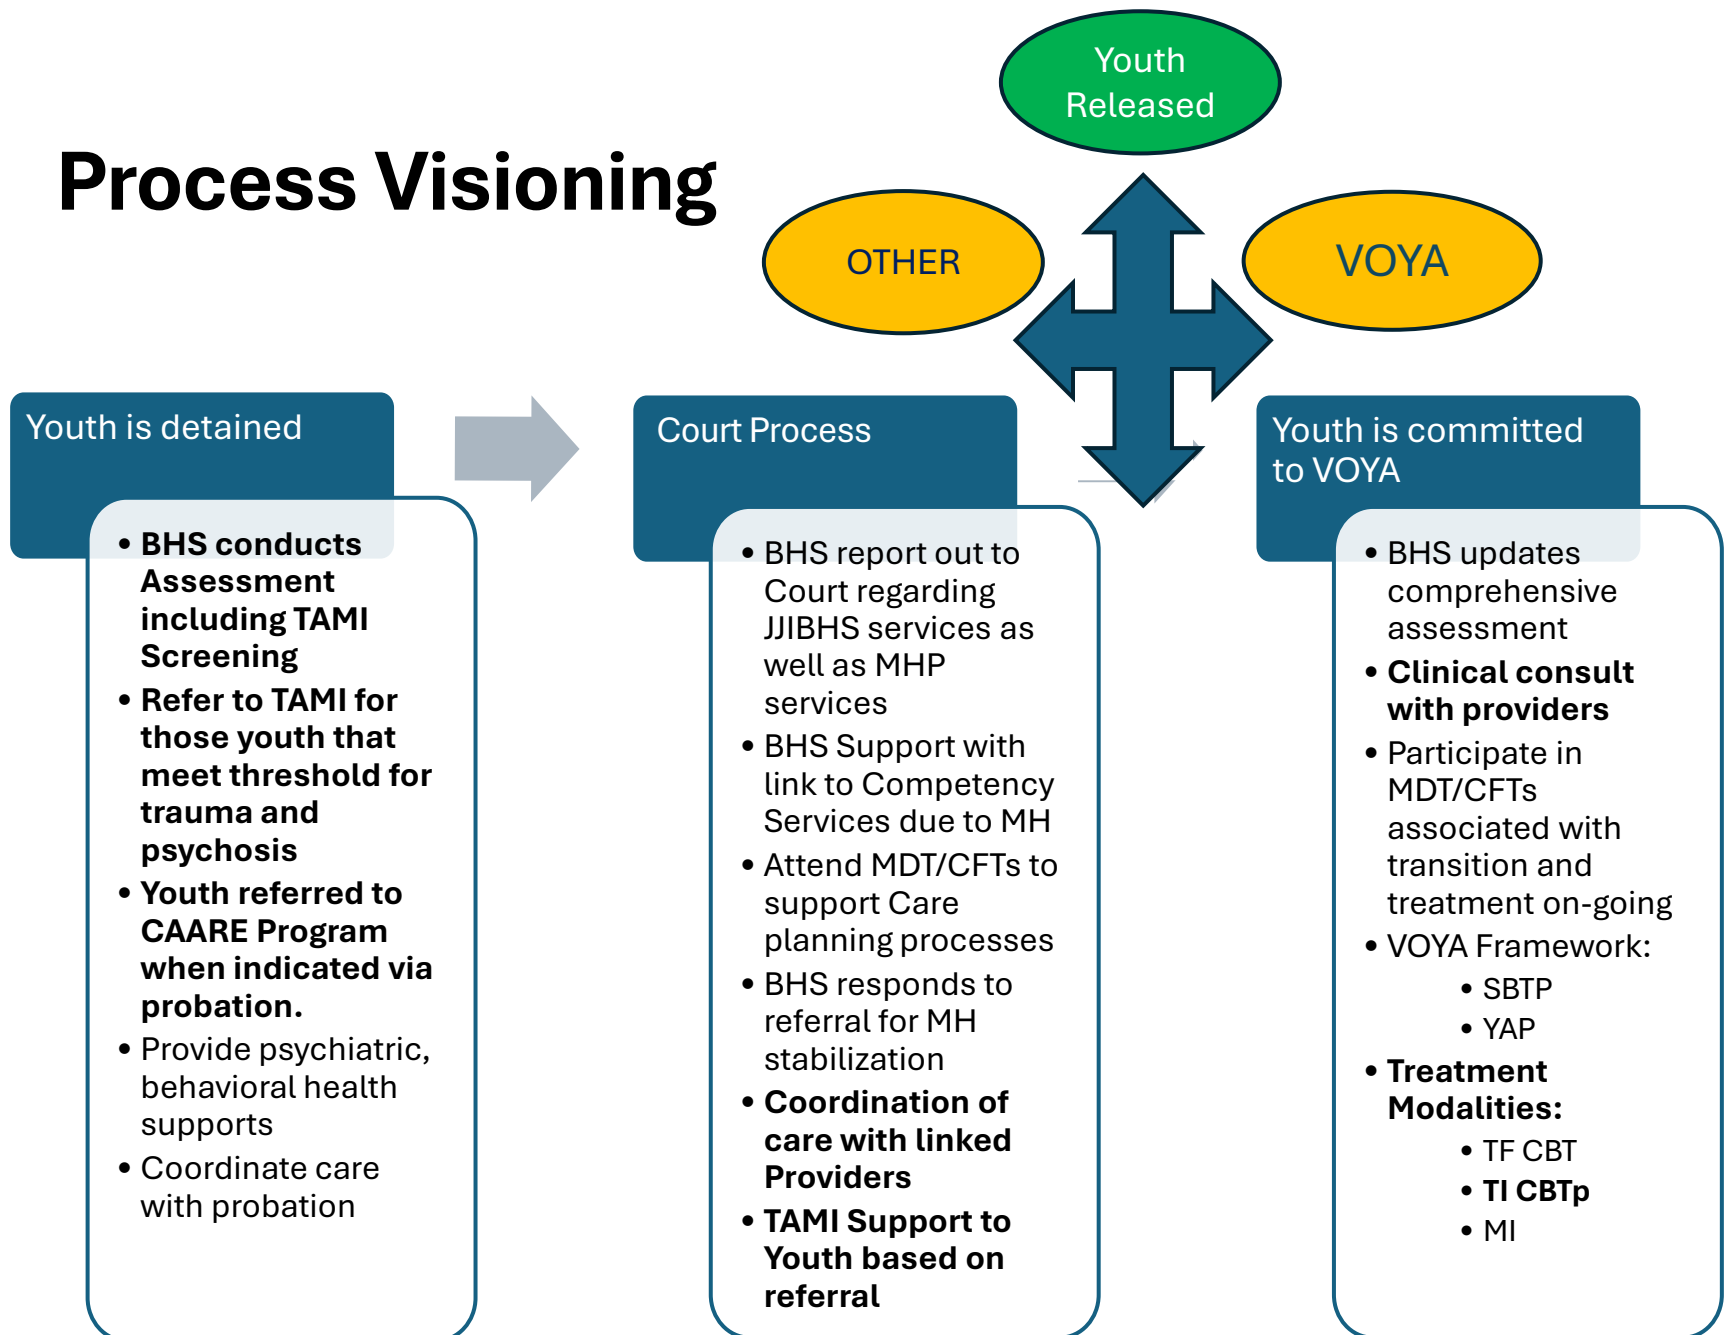 Youth
Released
Process Visioning
OTHER
VOYA
Youth is detained
• BHS conducts
Assessment
including TAMI
Screening
• Refer to TAMI for
those youth that
meet threshold for
trauma and
psychosis
• Youth referred to
CAARE Program
when indicated via
probation.
• Provide psychiatric,
behavioral health
supports
• Coordinate care
with probation
Court Process
• BHS report out to
Court regarding
JJIBHS services as
well as MHP
services
• BHS Support with
link to Competency
Services due to MH
• Attend MDT/CFTs to
support Care
planning processes
• BHS responds to
referral for MH
stabilization
• Coordination of
care with linked
Providers
• TAMI Support to
Youth based on
referral
Youth is committed
to VOYA
• BHS updates
comprehensive
assessment
• Clinical consult
with providers
• Participate in
MDT/CFTs
associated with
transition and
treatment on-going
• VOYA Framework:
• SBTP
• YAP
• Treatment
Modalities:
• TF CBT
• TI CBTp
• MI